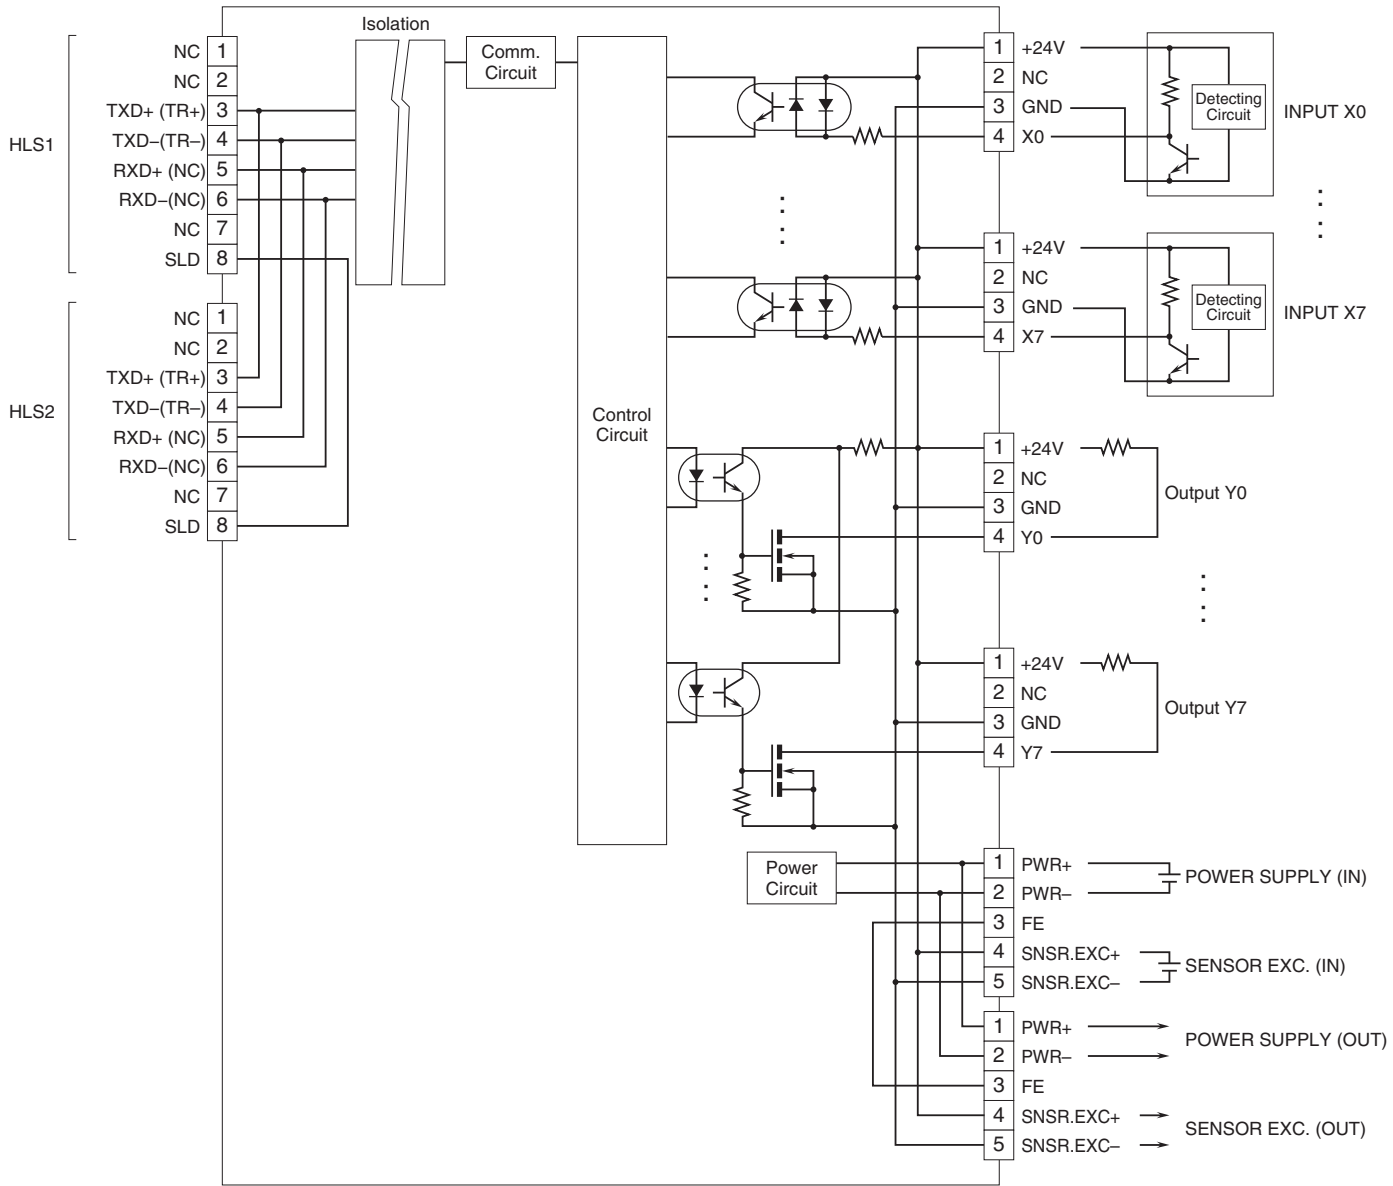 Isolation
HLS1
NC 1
NC 2
TXD+ (TR+) 3
TXD–(TR–) 4
RXD+ (NC) 5
RXD–(NC) 6
NC 7
SLD 8
HLS2
NC 1
NC 2
TXD+ (TR+) 3
TXD–(TR–) 4
RXD+ (NC) 5
RXD–(NC) 6
NC 7
SLD 8
Comm.
Circuit
Control
Circuit
1 +24V
2 NC
3 GND
4 X0
Detecting
Circuit
INPUT X0
1 +24V
2 NC
3 GND
4 X7
Detecting
Circuit
INPUT X7
1 +24V
2 NC
3 GND
4 Y0
Output Y0
1 +24V
2 NC
3 GND
4 Y7
Output Y7
Power
Circuit
1 PWR+
2 PWR–
3 FE
4 SNSR.EXC+
5 SNSR.EXC–
POWER SUPPLY (IN)
SENSOR EXC. (IN)
1 PWR+
2 PWR–
3 FE
4 SNSR.EXC+
5 SNSR.EXC–
POWER SUPPLY (OUT)
SENSOR EXC. (OUT)